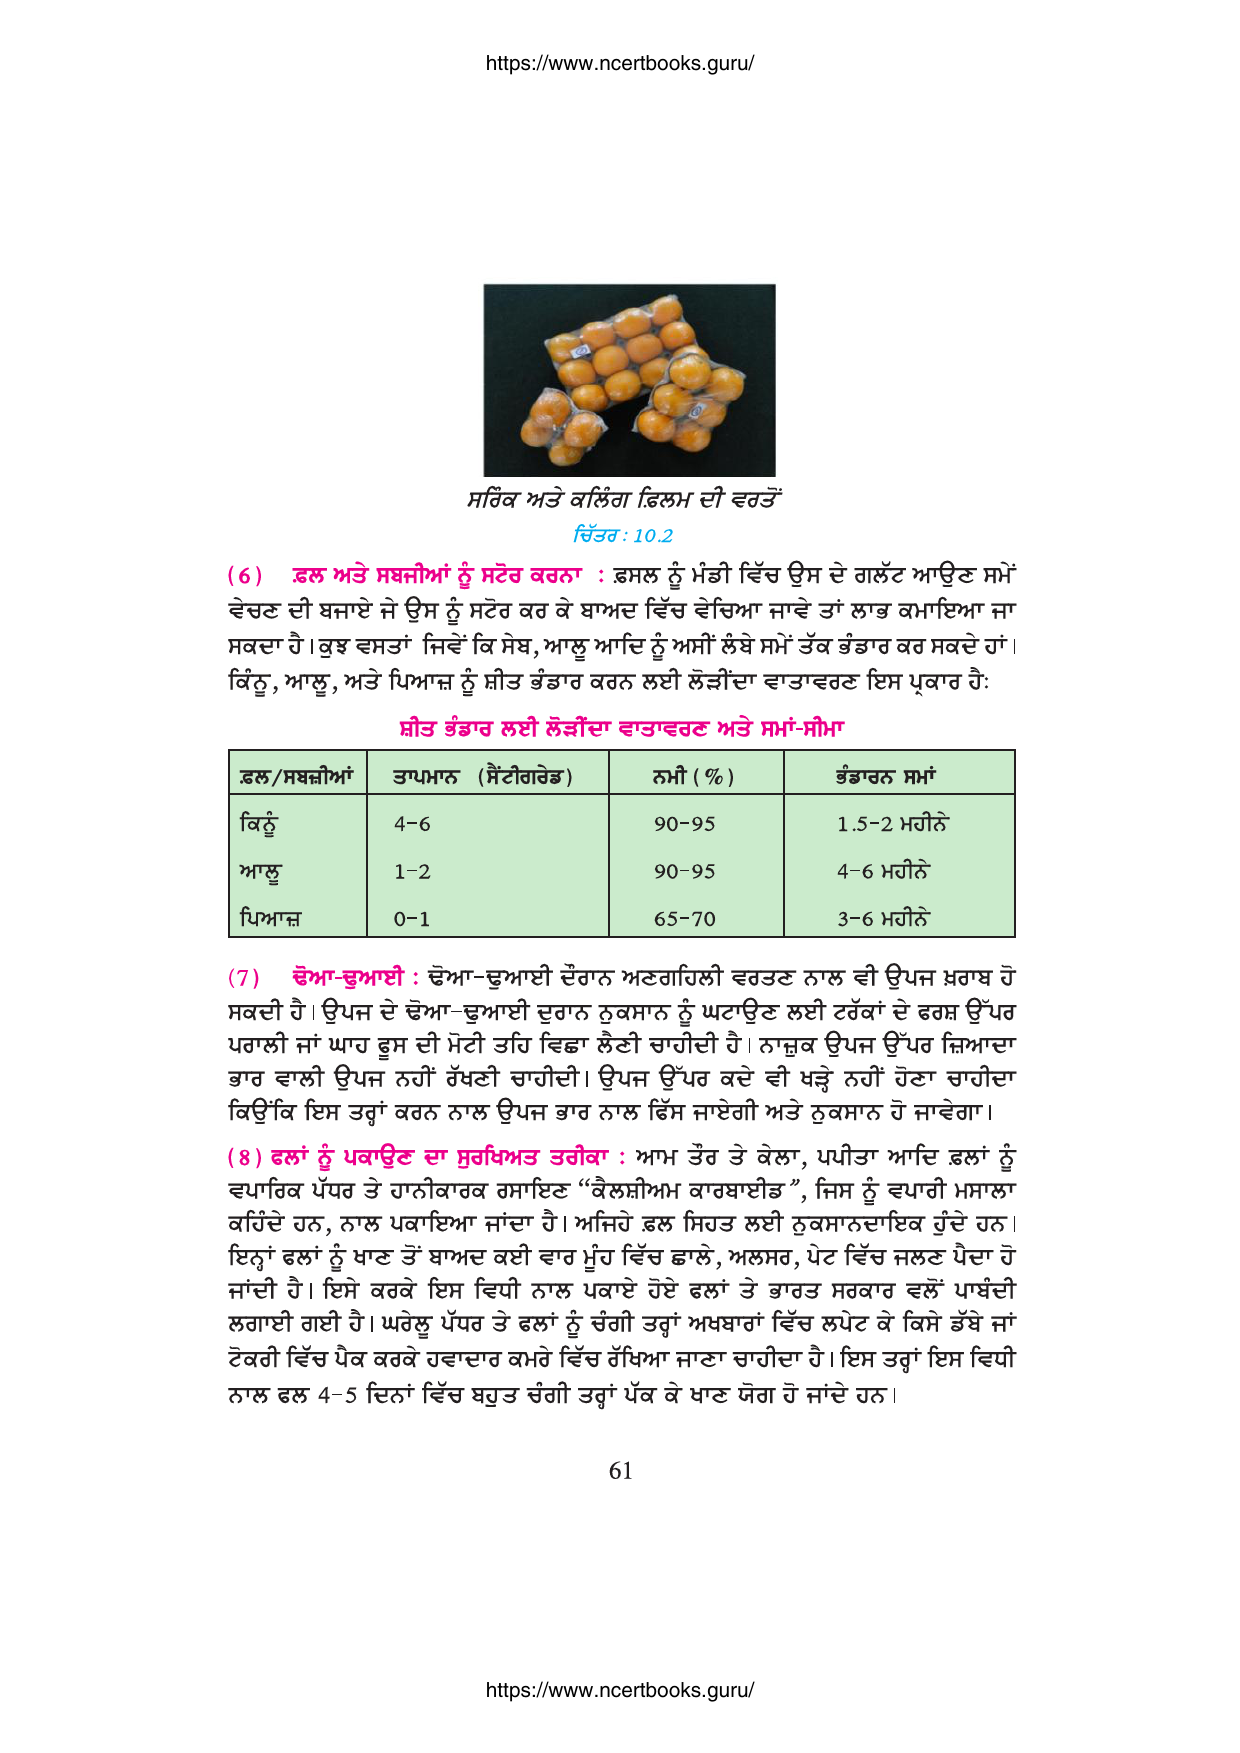 https://www.ncertbooks.guru/
ਸਰਿੰਕ ਅਤੇ ਕਲਿੰਗ ਫ਼ਿਲਮ ਦੀ ਵਰਤੋਂ
ਚਿੱਤਰ : 10.2
(6) ਫ਼ਲ ਅਤੇ ਸਬਜੀਆਂ ਨੂੰ ਸਟੋਰ ਕਰਨਾ : ਫ਼ਸਲ ਨੂੰ ਮੰਡੀ ਵਿੱਚ ਉਸ ਦੇ ਗਲੱਟ ਆਉਣ ਸਮੇਂ
ਵੇਚਣ ਦੀ ਬਜਾਏ ਜੇ ਉਸ ਨੂੰ ਸਟੋਰ ਕਰ ਕੇ ਬਾਅਦ ਵਿੱਚ ਵੇਚਿਆ ਜਾਵੇ ਤਾਂ ਲਾਭ ਕਮਾਇਆ ਜਾ
ਸਕਦਾ ਹੈ। ਕੁਝ ਵਸਤਾਂ ਜਿਵੇਂ ਕਿ ਸੇਬ, ਆਲੂ ਆਦਿ ਨੂੰ ਅਸੀਂ ਲੰਬੇ ਸਮੇਂ ਤੱਕ ਭੰਡਾਰ ਕਰ ਸਕਦੇ ਹਾਂ।
ਕਿੰਨੂ, ਆਲੂ, ਅਤੇ ਪਿਆਜ਼ ਨੂੰ ਸ਼ੀਤ ਭੰਡਾਰ ਕਰਨ ਲਈ ਲੋੜੀਂਦਾ ਵਾਤਾਵਰਣ ਇਸ ਪ੍ਰਕਾਰ ਹੈਃ
ਸ਼ੀਤ ਭੰਡਾਰ ਲਈ ਲੋੜੀਂਦਾ ਵਾਤਾਵਰਣ ਅਤੇ ਸਮਾਂ-ਸੀਮਾ
ਫ਼ਲ/ਸਬਜ਼ੀਆਂ ਤਾਪਮਾਨ (ਸੈਂਟੀਗਰੇਡ) ਨਮੀ (%) ਭੰਡਾਰਨ ਸਮਾਂ
ਕਿਨੂੰ 4-6 90-95 1.5-2 ਮਹੀਨੇ
ਆਲੂ 1-2 90-95 4-6 ਮਹੀਨੇ
ਪਿਆਜ਼ 0-1 65-70 3-6 ਮਹੀਨੇ
(7) ਢੋਆ-ਢੁਆਈ : ਢੋਆ-ਢੁਆਈ ਦੌਰਾਨ ਅਣਗਹਿਲੀ ਵਰਤਣ ਨਾਲ ਵੀ ਉਪਜ ਖ਼ਰਾਬ ਹੋ
ਸਕਦੀ ਹੈ। ਉਪਜ ਦੇ ਢੋਆ-ਢੁਆਈ ਦੁਰਾਨ ਨੁਕਸਾਨ ਨੂੰ ਘਟਾਉਣ ਲਈ ਟਰੱਕਾਂ ਦੇ ਫਰਸ਼ ਉੱਪਰ
ਪਰਾਲੀ ਜਾਂ ਘਾਹ ਫੂਸ ਦੀ ਮੋਟੀ ਤਹਿ ਵਿਛਾ ਲੈਣੀ ਚਾਹੀਦੀ ਹੈ। ਨਾਜ਼ੁਕ ਉਪਜ ਉੱਪਰ ਜ਼ਿਆਦਾ
ਭਾਰ ਵਾਲੀ ਉਪਜ ਨਹੀਂ ਰੱਖਣੀ ਚਾਹੀਦੀ। ਉਪਜ ਉੱਪਰ ਕਦੇ ਵੀ ਖੜ੍ਹੇ ਨਹੀਂ ਹੋਣਾ ਚਾਹੀਦਾ
ਕਿਉਂਕਿ ਇਸ ਤਰ੍ਹਾਂ ਕਰਨ ਨਾਲ ਉਪਜ ਭਾਰ ਨਾਲ ਫਿੱਸ ਜਾਏਗੀ ਅਤੇ ਨੁਕਸਾਨ ਹੋ ਜਾਵੇਗਾ।
(8) ਫਲਾਂ ਨੂੰ ਪਕਾਉਣ ਦਾ ਸੁਰਖਿਅਤ ਤਰੀਕਾ : ਆਮ ਤੌਰ ਤੇ ਕੇਲਾ, ਪਪੀਤਾ ਆਦਿ ਫ਼ਲਾਂ ਨੂੰ
ਵਪਾਰਿਕ ਪੱਧਰ ਤੇ ਹਾਨੀਕਾਰਕ ਰਸਾਇਣ “ਕੈਲਸ਼ੀਅਮ ਕਾਰਬਾਈਡ”, ਜਿਸ ਨੂੰ ਵਪਾਰੀ ਮਸਾਲਾ
ਕਹਿੰਦੇ ਹਨ, ਨਾਲ ਪਕਾਇਆ ਜਾਂਦਾ ਹੈ। ਅਜਿਹੇ ਫ਼ਲ ਸਿਹਤ ਲਈ ਨੁਕਸਾਨਦਾਇਕ ਹੁੰਦੇ ਹਨ।
ਇਨ੍ਹਾਂ ਫਲਾਂ ਨੂੰ ਖਾਣ ਤੋਂ ਬਾਅਦ ਕਈ ਵਾਰ ਮੂੰਹ ਵਿੱਚ ਛਾਲੇ, ਅਲਸਰ, ਪੇਟ ਵਿੱਚ ਜਲਣ ਪੈਦਾ ਹੋ
ਜਾਂਦੀ ਹੈ। ਇਸੇ ਕਰਕੇ ਇਸ ਵਿਧੀ ਨਾਲ ਪਕਾਏ ਹੋਏ ਫਲਾਂ ਤੇ ਭਾਰਤ ਸਰਕਾਰ ਵਲੋਂ ਪਾਬੰਦੀ
ਲਗਾਈ ਗਈ ਹੈ। ਘਰੇਲੂ ਪੱਧਰ ਤੇ ਫਲਾਂ ਨੂੰ ਚੰਗੀ ਤਰ੍ਹਾਂ ਅਖਬਾਰਾਂ ਵਿੱਚ ਲਪੇਟ ਕੇ ਕਿਸੇ ਡੱਬੇ ਜਾਂ
ਟੋਕਰੀ ਵਿੱਚ ਪੈਕ ਕਰਕੇ ਹਵਾਦਾਰ ਕਮਰੇ ਵਿੱਚ ਰੱਖਿਆ ਜਾਣਾ ਚਾਹੀਦਾ ਹੈ। ਇਸ ਤਰ੍ਹਾਂ ਇਸ ਵਿਧੀ
ਨਾਲ ਫਲ 4-5 ਦਿਨਾਂ ਵਿੱਚ ਬਹੁਤ ਚੰਗੀ ਤਰ੍ਹਾਂ ਪੱਕ ਕੇ ਖਾਣ ਯੋਗ ਹੋ ਜਾਂਦੇ ਹਨ।
61
https://www.ncertbooks.guru/